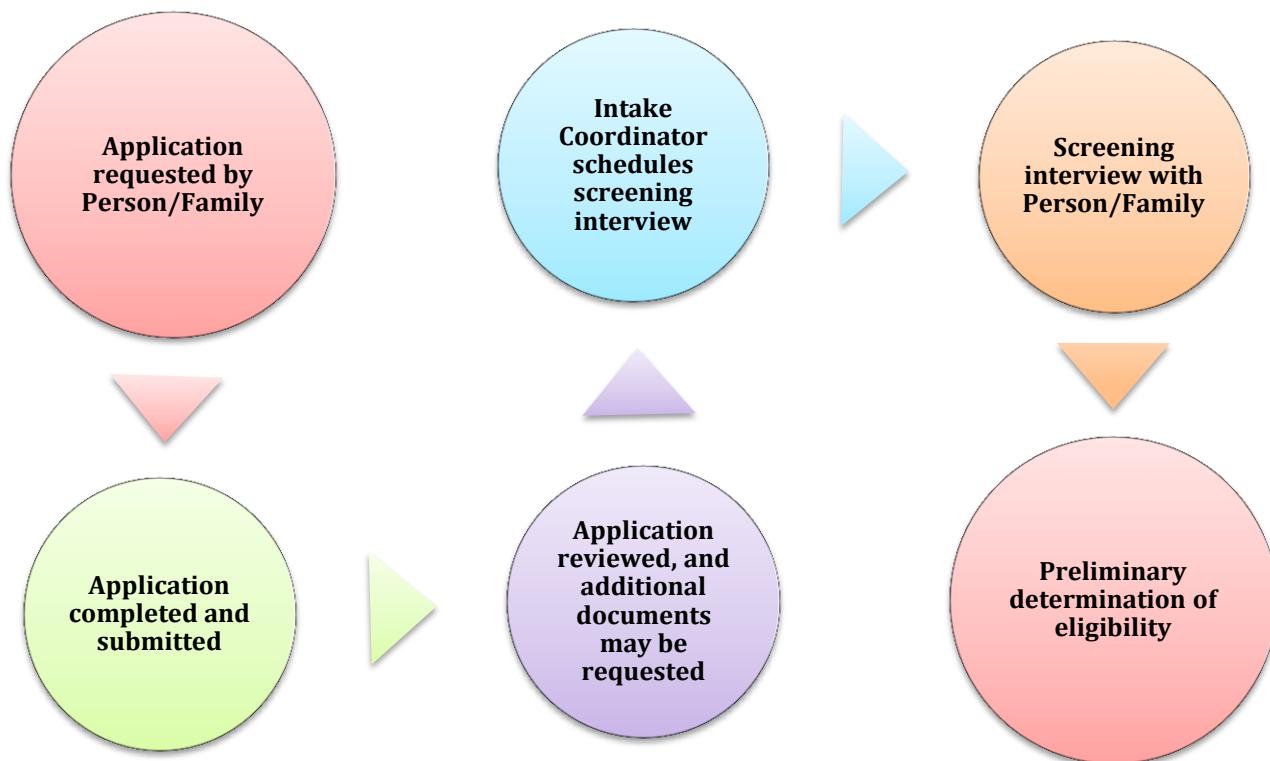 Application
requested by
Person/Family
Application
completed and
submitted
Application
reviewed, and
additional
documents
may be
requested
Intake
Coordinator
schedules
screening
interview
Screening
interview with
Person/Family
Preliminary
determination of
eligibility